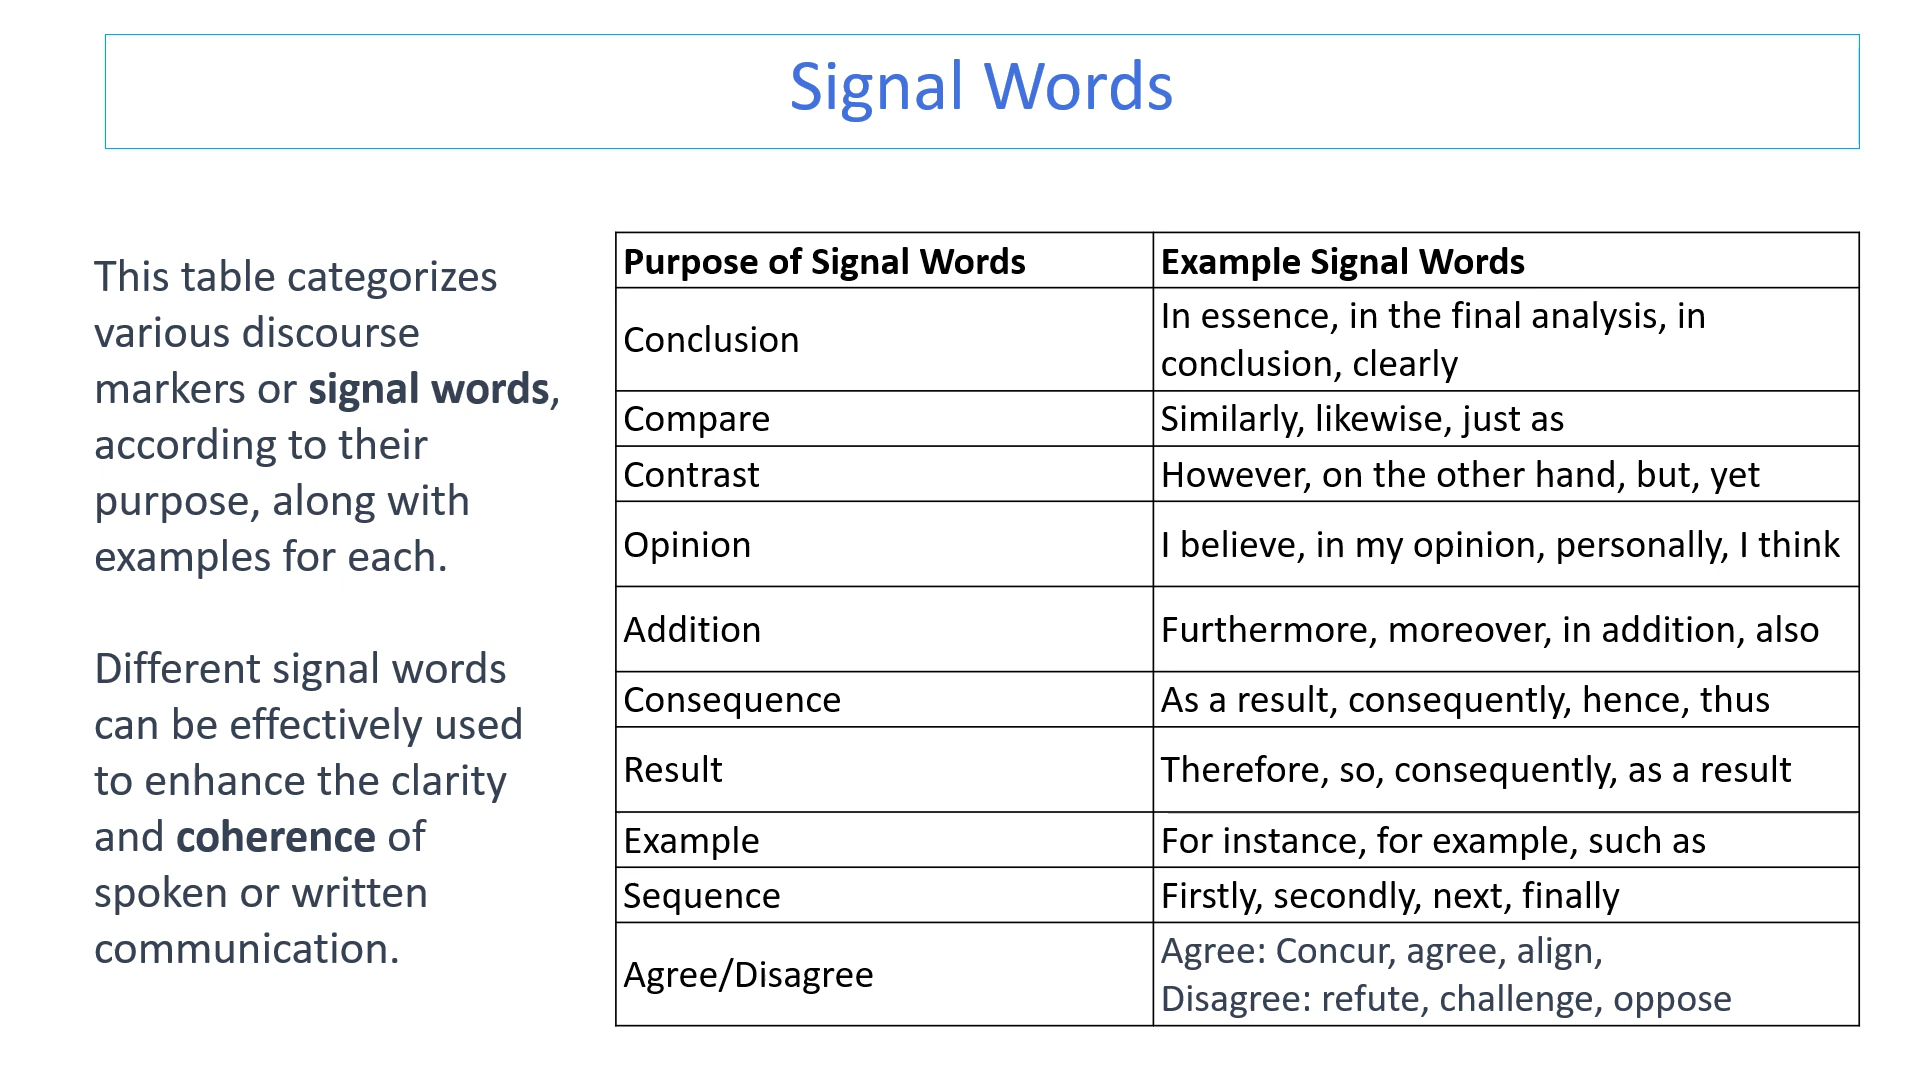 Signal Words
This table categorizes
various discourse
markers or signal words,
according to their
purpose, along with
examples for each.
Different signal words
can be effectively used
to enhance the clarity
and coherence of
spoken or written
communication.
Purpose of Signal Words Example Signal Words
Conclusion In essence, in the final analysis, in
conclusion, clearly
Compare Similarly, likewise, just as
Contrast However, on the other hand, but, yet
Opinion I believe, in my opinion, personally, I think
Addition Furthermore, moreover, in addition, also
Consequence As a result, consequently, hence, thus
Result Therefore, so, consequently, as a result
Example For instance, for example, such as
Sequence Firstly, secondly, next, finally
Agree/Disagree Agree: Concur, agree, align,
Disagree: refute, challenge, oppose